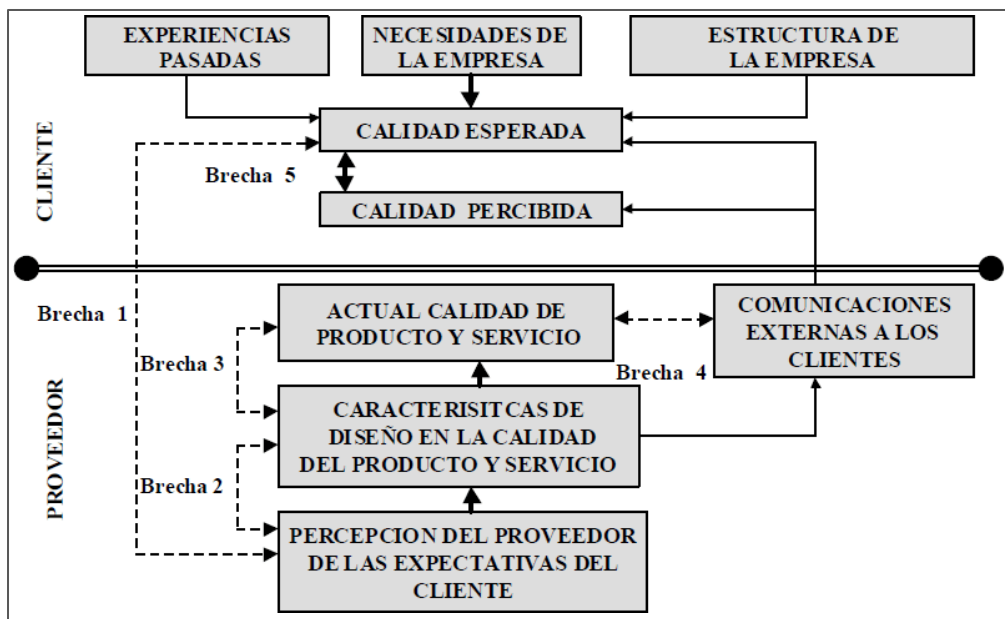 EXPERIENCIAS
PASADAS
NECESIDADES DE
LA EMPRESA
ESTRUCTURA DE
LA EMPRESA
CLIENTE
CALIDAD ESPERADA
Brecha 5
CALIDAD PERCIBIDA
Brecha 1
PROVEEDOR
ACTUAL CALIDAD DE
PRODUCTO Y SERVICIO
COMUNICACIONES
EXTERNAS A LOS
CLIENTES
Brecha 3
Brecha 4
CARACTERISITCAS DE
DISEÑO EN LA CALIDAD
DEL PRODUCTO Y SERVICIO
Brecha 2
PERCEPCION DEL PROVEEDOR
DE LAS EXPECTATIVAS DEL
CLIENTE